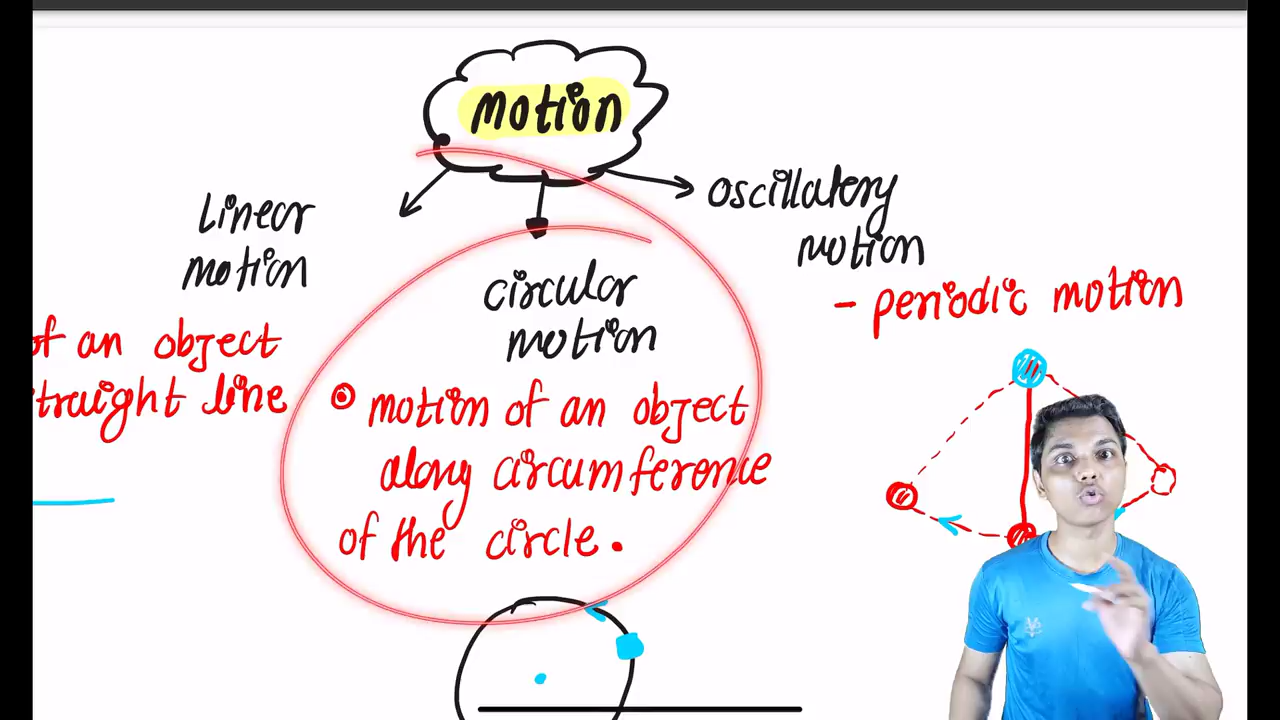 motion
Linear
motion
of an object
straight line
circular
motion
motion of an object
along circumference
of the circle.
oscillatory
motion
- periodic motion